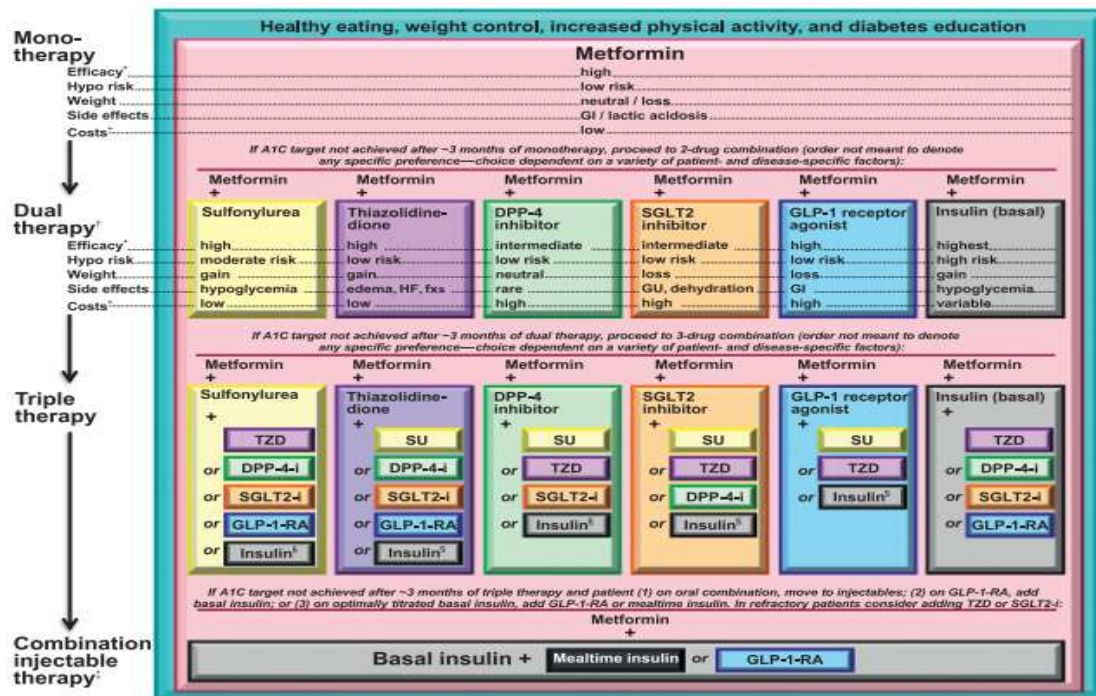 Healthy eating, weight control, increased physical activity, and diabetes education
Mono-
therapy
Metformin
Efficacy* high
Hypo risk low risk
Weight neutral / loss
Side effects GI / lactic acidosis
Costs* low
If A1C target not achieved after ~3 months of monotherapy, proceed to 2-drug combination (order not meant to denote
any specific preference—choice dependent on a variety of patient- and disease-specific factors):
Metformin Metformin Metformin Metformin Metformin Metformin
+ + + + + +
Dual
therapy†
Sulfonylurea Thiazolidine-
dione DPP-4
inhibitor SGLT2
inhibitor GLP-1 receptor
agonist Insulin (basal)
Efficacy* high high intermediate intermediate high highest
Hypo risk moderate risk low risk low risk low risk low risk high risk
Weight gain gain neutral loss loss gain
Side effects hypoglycemia edema, HF, fxs rare GU, dehydration GI hypoglycemia
Costs* low low high high high variable
If A1C target not achieved after ~3 months of dual therapy, proceed to 3-drug combination (order not meant to denote
any specific preference—choice dependent on a variety of patient- and disease-specific factors):
Triple
therapy
Metformin
+
Sulfonylurea
+
TZD
or DPP-4-i
or SGLT2-i
or GLP-1-RA
or Insulin§
Metformin
+
Thiazolidine-
dione
+
SU
or DPP-4-i
or SGLT2-i
or GLP-1-RA
or Insulin§
Metformin
+
DPP-4
inhibitor
+
SU
or TZD
or SGLT2-i
or Insulin§
Metformin
+
SGLT2
inhibitor
+
SU
or TZD
or DPP-4-i
or Insulin§
Metformin
+
GLP-1 receptor
agonist
+
SU
or TZD
or Insulin§
Metformin
+
Insulin (basal)
+
TZD
or DPP-4-i
or SGLT2-i
or GLP-1-RA
If A1C target not achieved after ~3 months of triple therapy and patient (1) on oral combination, move to injectables; (2) on GLP-1-RA, add
basal insulin; or (3) on optimally titrated basal insulin, add GLP-1-RA or mealtime insulin. In refractory patients consider adding TZD or SGLT2-i:
Metformin
+
Combination
injectable
therapy‡
Basal insulin + Mealtime insulin or GLP-1-RA